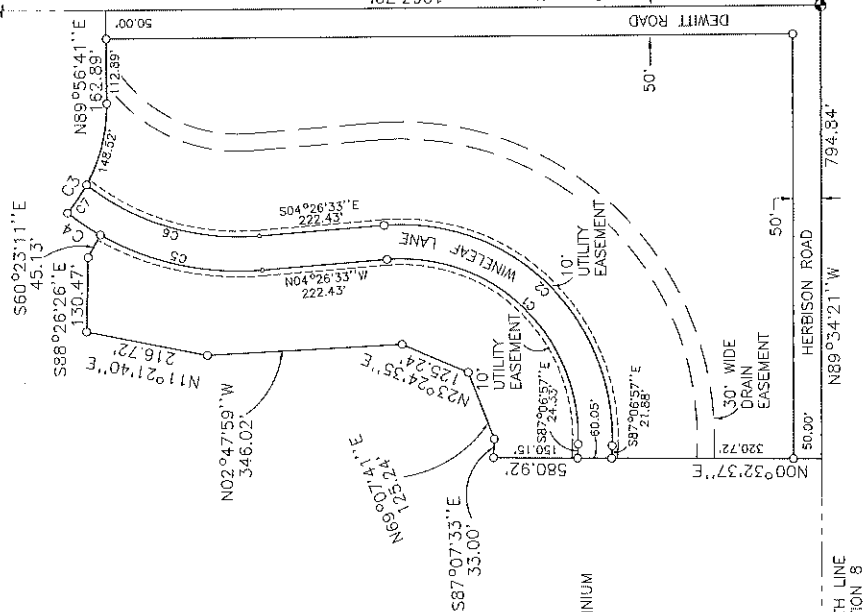 50.00'
DEWITT ROAD
N89°56'41"E
162.89'
112.89'
148.52'
C3
C7
C4
S60°23'11"E
45.13'
S88°26'26"E
130.47'
N11°21'40"E
216.72'
C6
C5
S04°26'33"E
222.43'
N04°26'33"W
222.43'
WINELEAF LANE
50'
N02°47'59"W
346.02'
N23°24'35"E
125.24'
N69°07'41"E
125.24'
10'
UTILITY
EASEMENT
C1
C2
10'
UTILITY
EASEMENT
S87°07'33"E
33.00'
S87°06'57"E
24.33'
150.15'
60.05'
580.92'
S87°06'57"E
21.88'
30' WIDE
DRAIN
EASEMENT
320.72'
N00°32'37"E
50.00'
HERBISON ROAD
50'
794.84'
N89°34'21"W
NIUM
TH LINE
ION 8